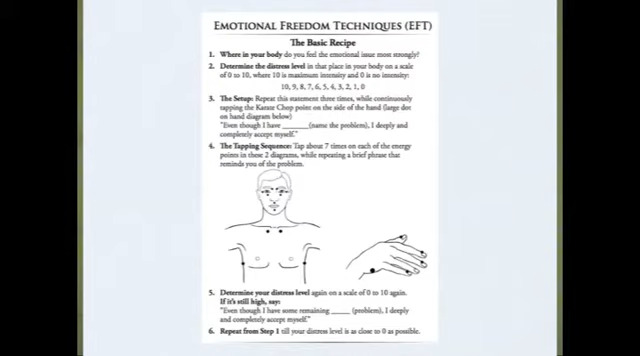 EMOTIONAL FREEDOM TECHNIQUES (EFT)
The Basic Recipe
1. Where in your body do you feel the emotional issue most strongly?
2. Determine the distress level in that place in your body on a scale
of 0 to 10, where 10 is maximum intensity and 0 is no intensity:
10, 9, 8, 7, 6, 5, 4, 3, 2, 1, 0
3. The Setup: Repeat this statement three times, while continuously
tapping the Karate Chop point on the side of the hand (large dot
on hand diagram below)
"Even though I have _______ (name the problem), I deeply and
completely accept myself."
4. The Tapping Sequence: Tap about 7 times on each of the energy
points in these 2 diagrams, while repeating a brief phrase that
reminds you of the problem.
5. Determine your distress level again on a scale of 0 to 10 again.
If it's still high, say:
"Even though I have some remaining _____ (problem), I deeply
and completely accept myself."
6. Repeat from Step 1 till your distress level is as close to 0 as possible.